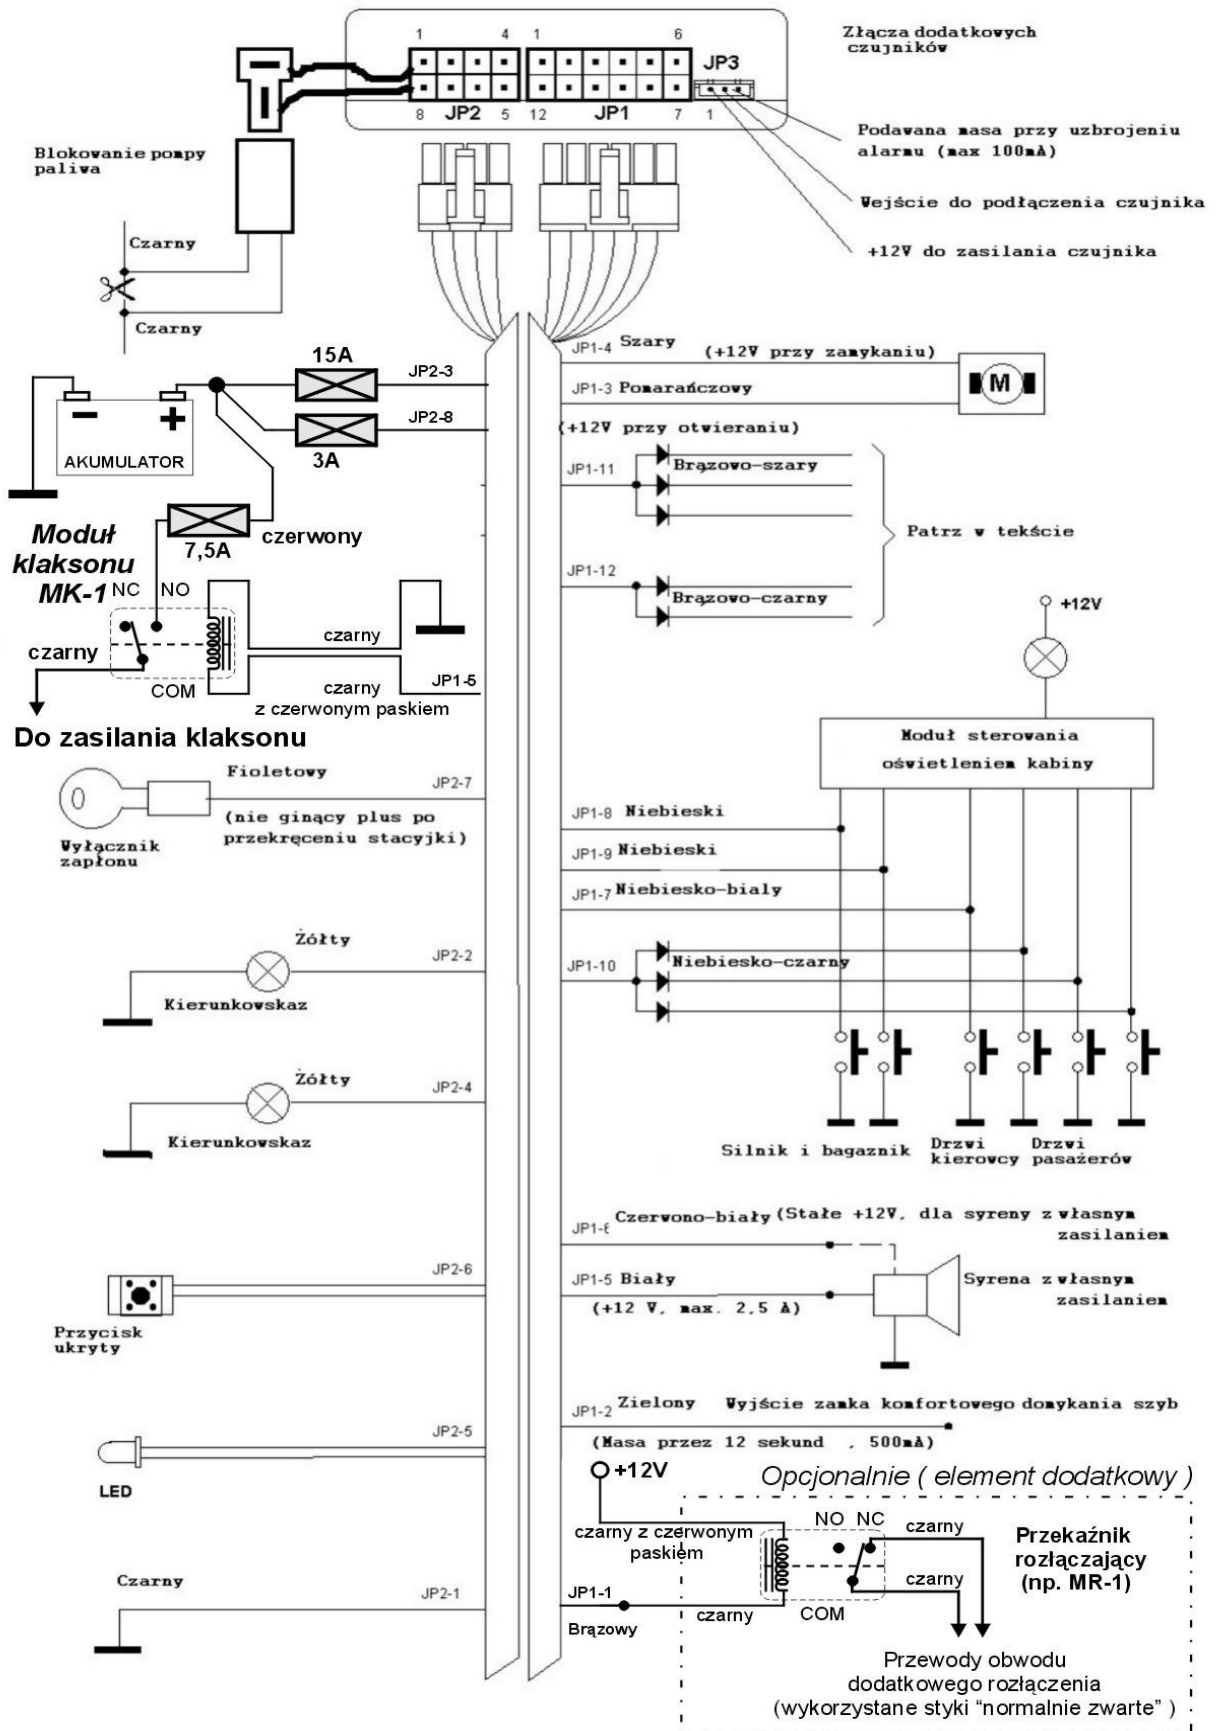 1 4 1 6
Złącza dodatkowych
czujników
JP3
8 JP2 5 12 JP1 7 1
Podawana masa przy uzbrojeniu
alarmu (max 100mA)
Wejście do podłączenia czujnika
+12V do zasilania czujnika
Blokowanie pompy
paliwa
Czarny
Czarny
15A
JP2-3
JP2-8
3A
AKUMULATOR
7,5A
czerwony
Moduł
klaksonu
MK-1
NC NO
czarny
COM
czarny
JP1-5
czarny
z czerwonym paskiem
Do zasilania klaksonu
JP1-4 Szary (+12V przy zamykaniu)
M
JP1-3 Pomarańczowy
(+12V przy otwieraniu)
JP1-11 Brązowo-szary
Patrz w tekście
JP1-12 Brązowo-czarny
+12V
Moduł sterowania
oświetleniem kabiny
Fioletowy
JP2-7
(nie ginący plus po
przekręceniu stacyjki)
Wyłącznik
zapłonu
JP1-8 Niebieski
JP1-9 Niebieski
JP1-7 Niebiesko-bialy
JP1-10 Niebiesko-czarny
Żółty
JP2-2
Kierunkowskaz
Żółty
JP2-4
Kierunkowskaz
Silnik i bagaznik
Drzwi
kierowcy
Drzwi
pasażerów
JP1-6 Czerwono-biały (Stałe +12V, dla syreny z własnym
zasilaniem
JP1-5 Biały
(+12 V, max. 2,5 A)
Syrena z własnym
zasilaniem
JP2-6
Przycisk
ukryty
JP1-2 Zielony Wyjście zamka komfortowego domykania szyb
(Masa przez 12 sekund , 500mA)
JP2-5
LED
+12V
Opcjonalnie ( element dodatkowy )
czarny z czerwonym
paskiem
NO NC
czarny
czarny
COM
Przekaźnik
rozłączający
(np. MR-1)
Czarny
JP2-1
JP1-1
Brązowy
czarny
Przewody obwodu
dodatkowego rozłączenia
(wykorzystane styki “normalnie zwarte” )